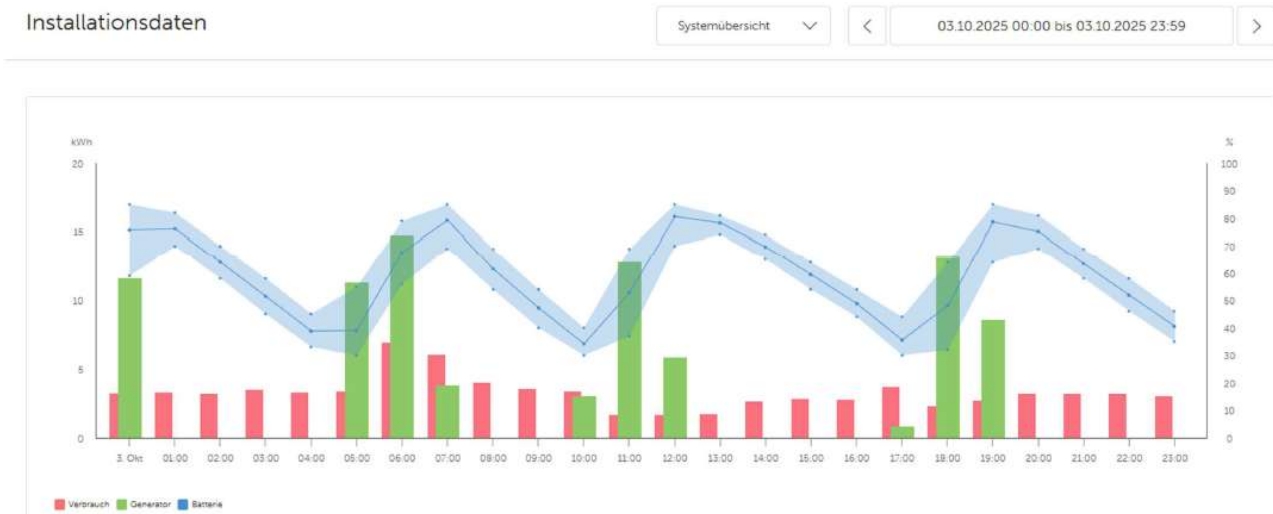 Installationsdaten
Systemübersicht
03.10.2025 00:00 bis 03.10.2025 23:59
kWh %
20 100
90
15 80
70
60
10 50
40
5 30
20
10
0 0
3. Okt 01:00 02:00 03:00 04:00 05:00 06:00 07:00 08:00 09:00 10:00 11:00 12:00 13:00 14:00 15:00 16:00 17:00 18:00 19:00 20:00 21:00 22:00 23:00
Verbrauch Generator Batterie